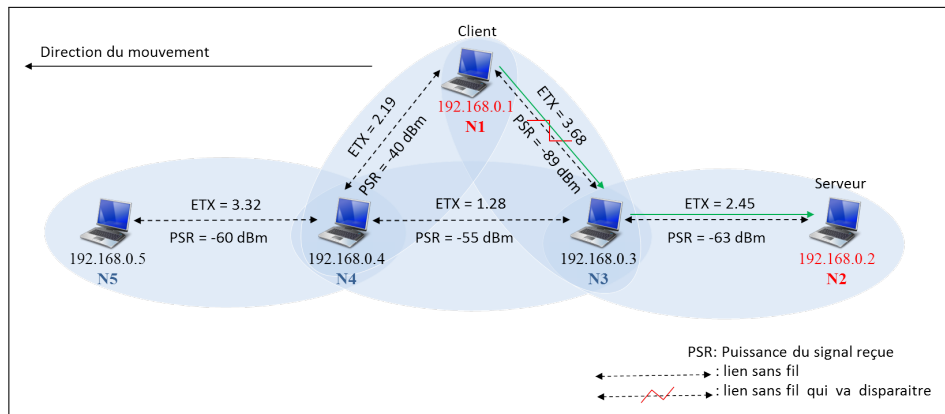 Client
Direction du mouvement
192.168.0.1
N1
ETX = 2.19
PSR = -40 dBm
ETX = 3.68
PSR = -89 dBm
Serveur
ETX = 3.32
PSR = -60 dBm
ETX = 1.28
PSR = -55 dBm
ETX = 2.45
PSR = -63 dBm
192.168.0.5
N5
192.168.0.4
N4
192.168.0.3
N3
192.168.0.2
N2
PSR: Puissance du signal reçue
: lien sans fil
: lien sans fil qui va disparaitre